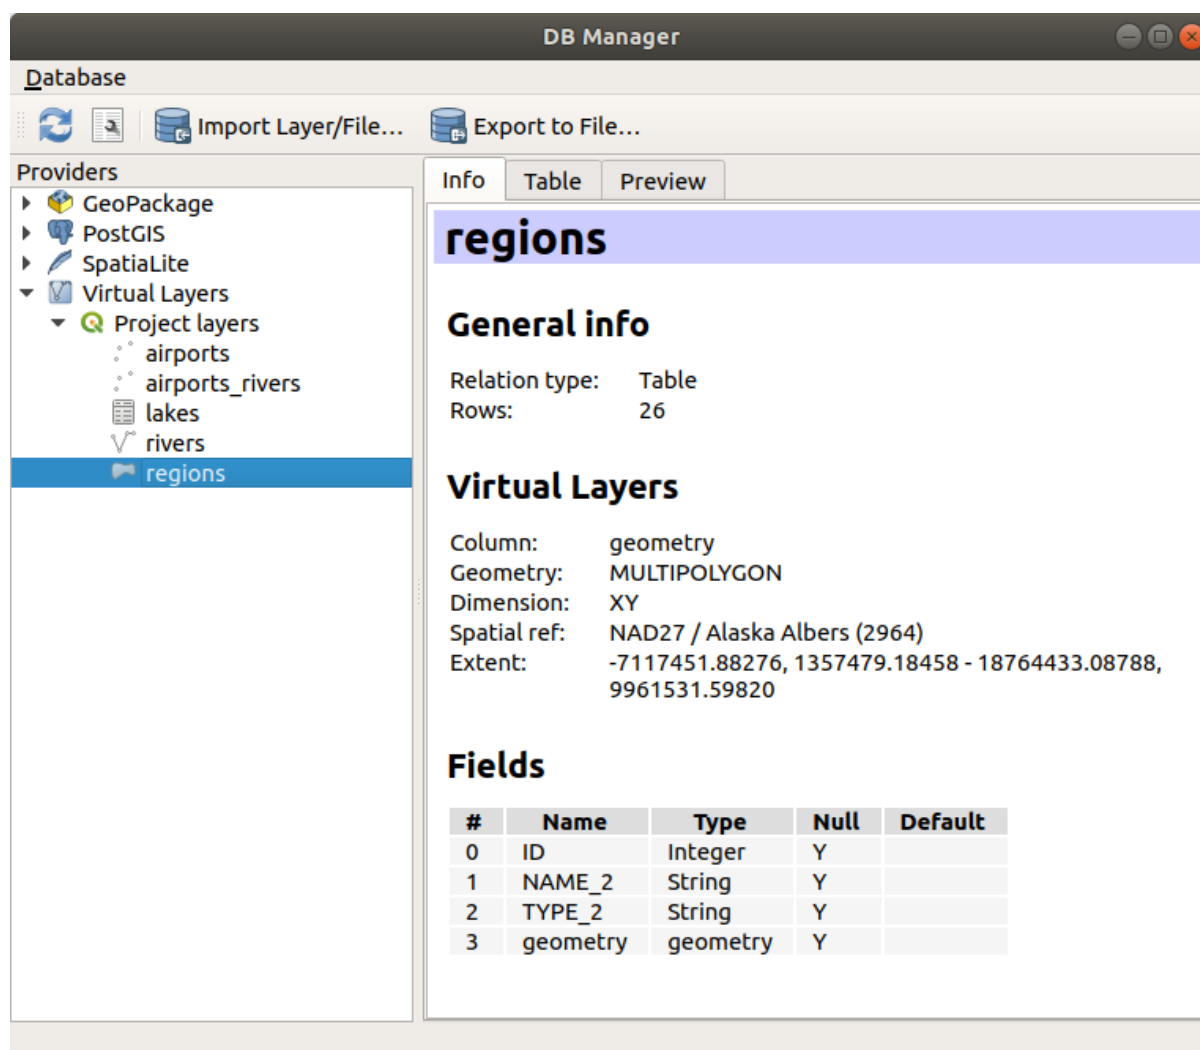 DB Manager
Database
Import Layer/File... Export to File...
Providers
GeoPackage
PostGIS
SpatiaLite
Virtual Layers
Project layers
airports
airports_rivers
lakes
rivers
regions
Info Table Preview
regions
General info
Relation type: Table
Rows: 26
Virtual Layers
Column: geometry
Geometry: MULTIPOLYGON
Dimension: XY
Spatial ref: NAD27 / Alaska Albers (2964)
Extent: -7117451.88276, 1357479.18458 - 18764433.08788,
9961531.59820
Fields
# Name Type Null Default
0 ID Integer Y
1 NAME_2 String Y
2 TYPE_2 String Y
3 geometry geometry Y